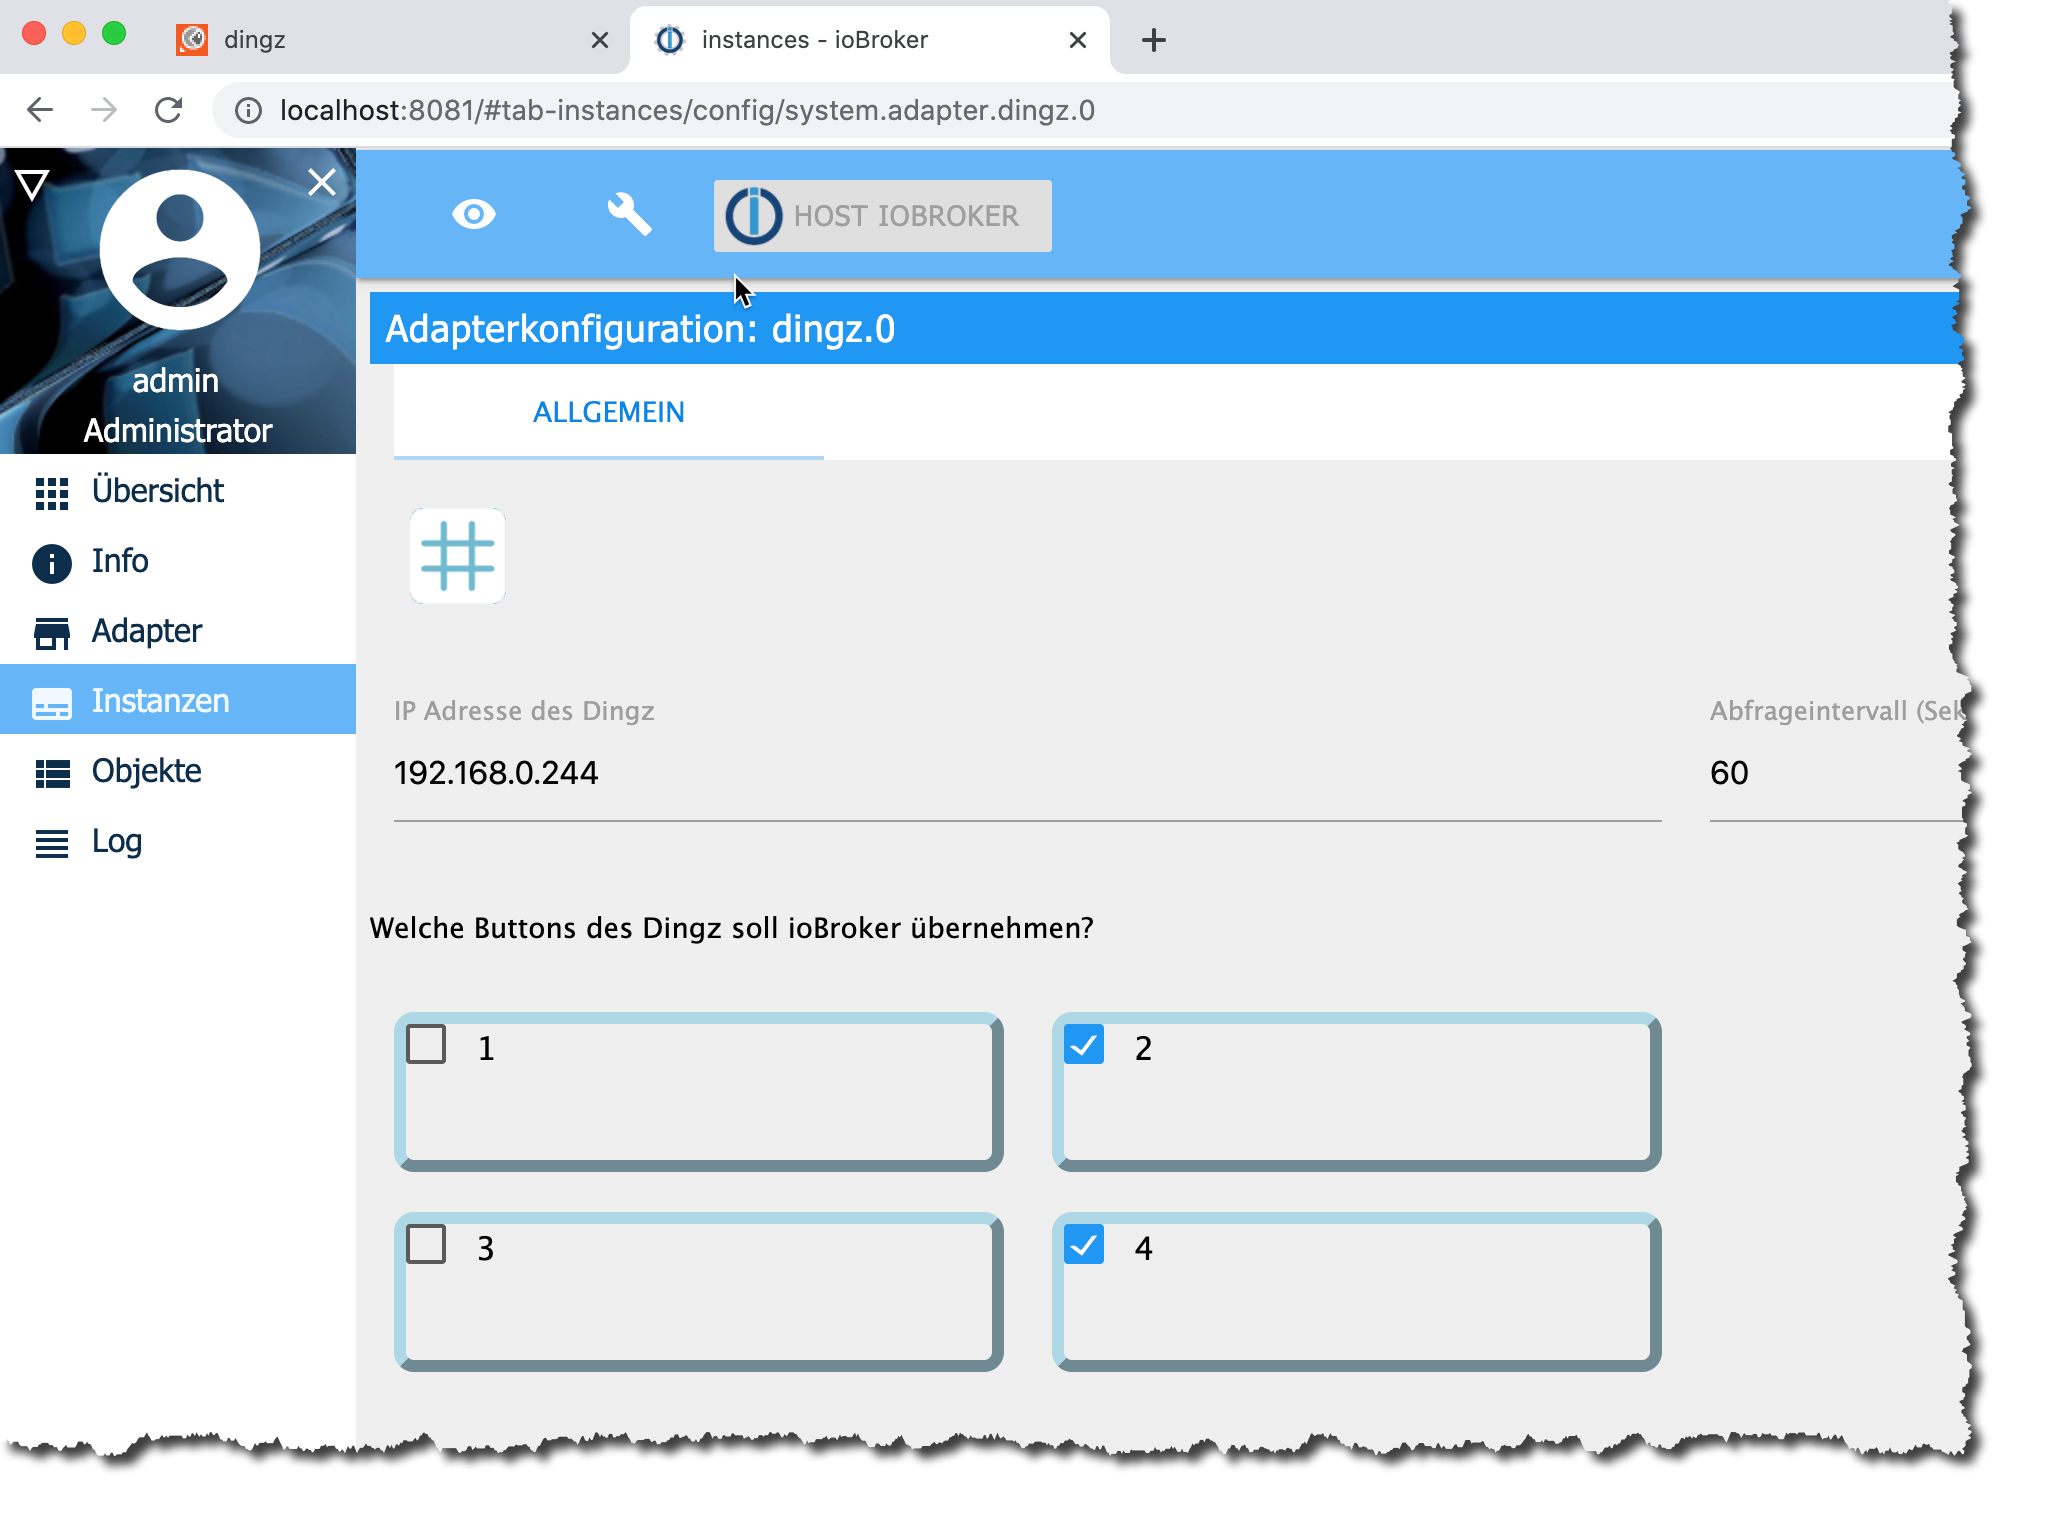 dingz
instances - ioBroker
localhost:8081/#tab-instances/config/system.adapter.dingz.0
HOST IOBROKER
admin
Administrator
Übersicht
Info
Adapter
Instanzen
Objekte
Log
Adapterkonfiguration: dingz.0
ALLGEMEIN
IP Adresse des Dingz
192.168.0.244
Abfrageintervall (Sek
60
Welche Buttons des Dingz soll ioBroker übernehmen?
1
2
3
4